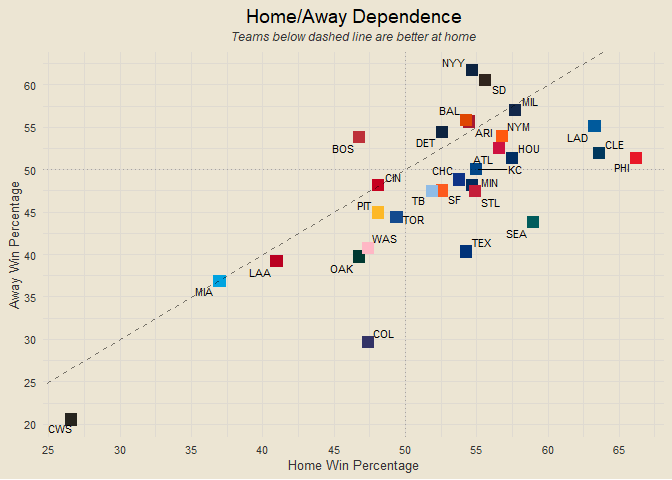 Home/Away Dependence
Teams below dashed line are better at home
NYY
SD
MIL
BAL
ARI
NYM
DET
BOS
LAD
CLE
HOU
PHI
ATL
KC
CHC
CIN
MIN
TB
SF
STL
PIT
TOR
SEA
WAS
TEX
OAK
LAA
MIA
COL
CWS
60
55
50
45
40
35
30
25
20
Away Win Percentage
25 30 35 40 45 50 55 60 65
Home Win Percentage